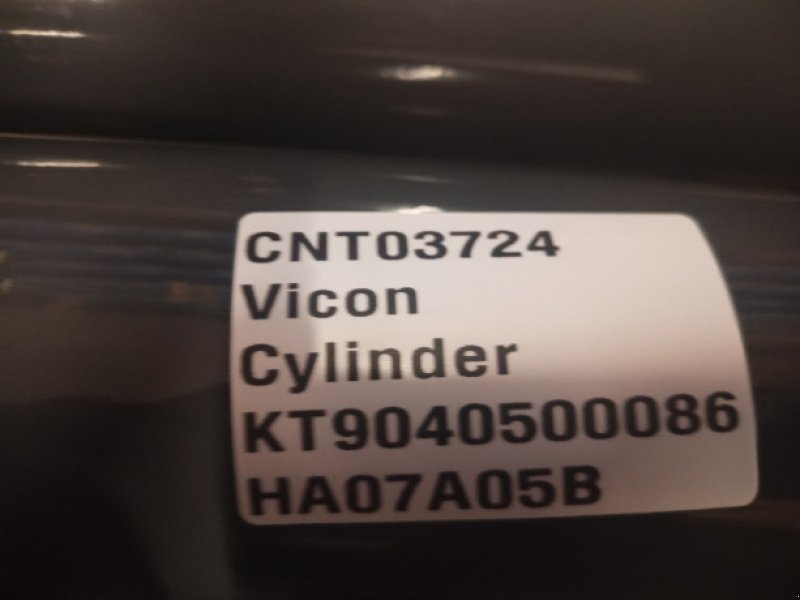 CNT03724
Vicon
Cylinder
KT9040500086
HA07A05B